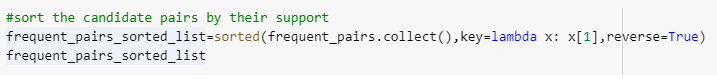 #sort the candidate pairs by their support
frequent_pairs_sorted_list=sorted(frequent_pairs.collect(),key=lambda x: x[1],reverse=True)
frequent_pairs_sorted_list